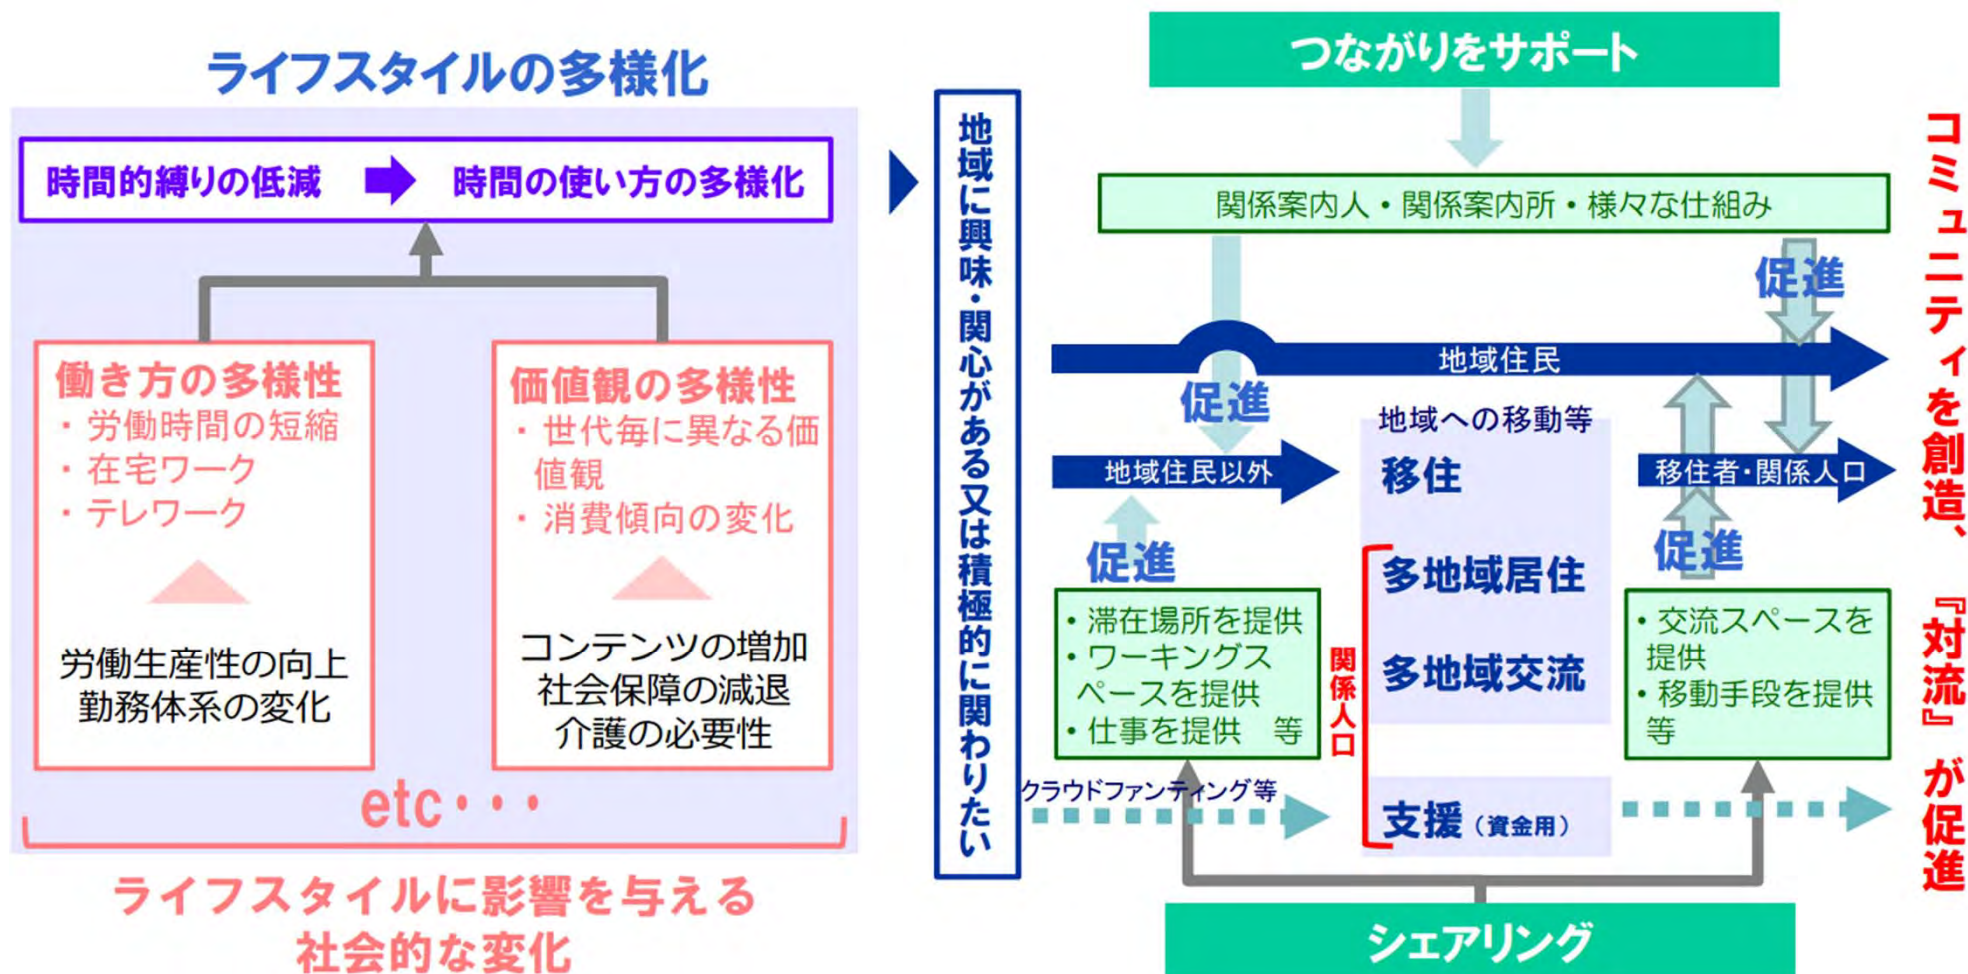 ライフスタイルの多様化
時間的縛りの低減
時間の使い方の多様化
働き方の多様性
・労働時間の短縮
・在宅ワーク
・テレワーク
労働生産性の向上
勤務体系の変化
価値観の多様性
・世代毎に異なる価
値観
・消費傾向の変化
コンテンツの増加
社会保障の減退
介護の必要性
etc・・・
ライフスタイルに影響を与える
社会的な変化
地域に興味・関心がある又は積極的に関わりたい
つながりをサポート
関係案内人・関係案内所・様々な仕組み
促進
地域住民
促進
地域への移動等
地域住民以外
移住
移住者・関係人口
促進
多地域居住
促進
・滞在場所を提供
・ワーキングス
ペースを提供
・仕事を提供　等
関係人口
多地域交流
・交流スペースを
提供
・移動手段を提供
等
クラウドファンティング等
支援（資金用）
シェアリング
コミュニティを創造、『対流』が促進